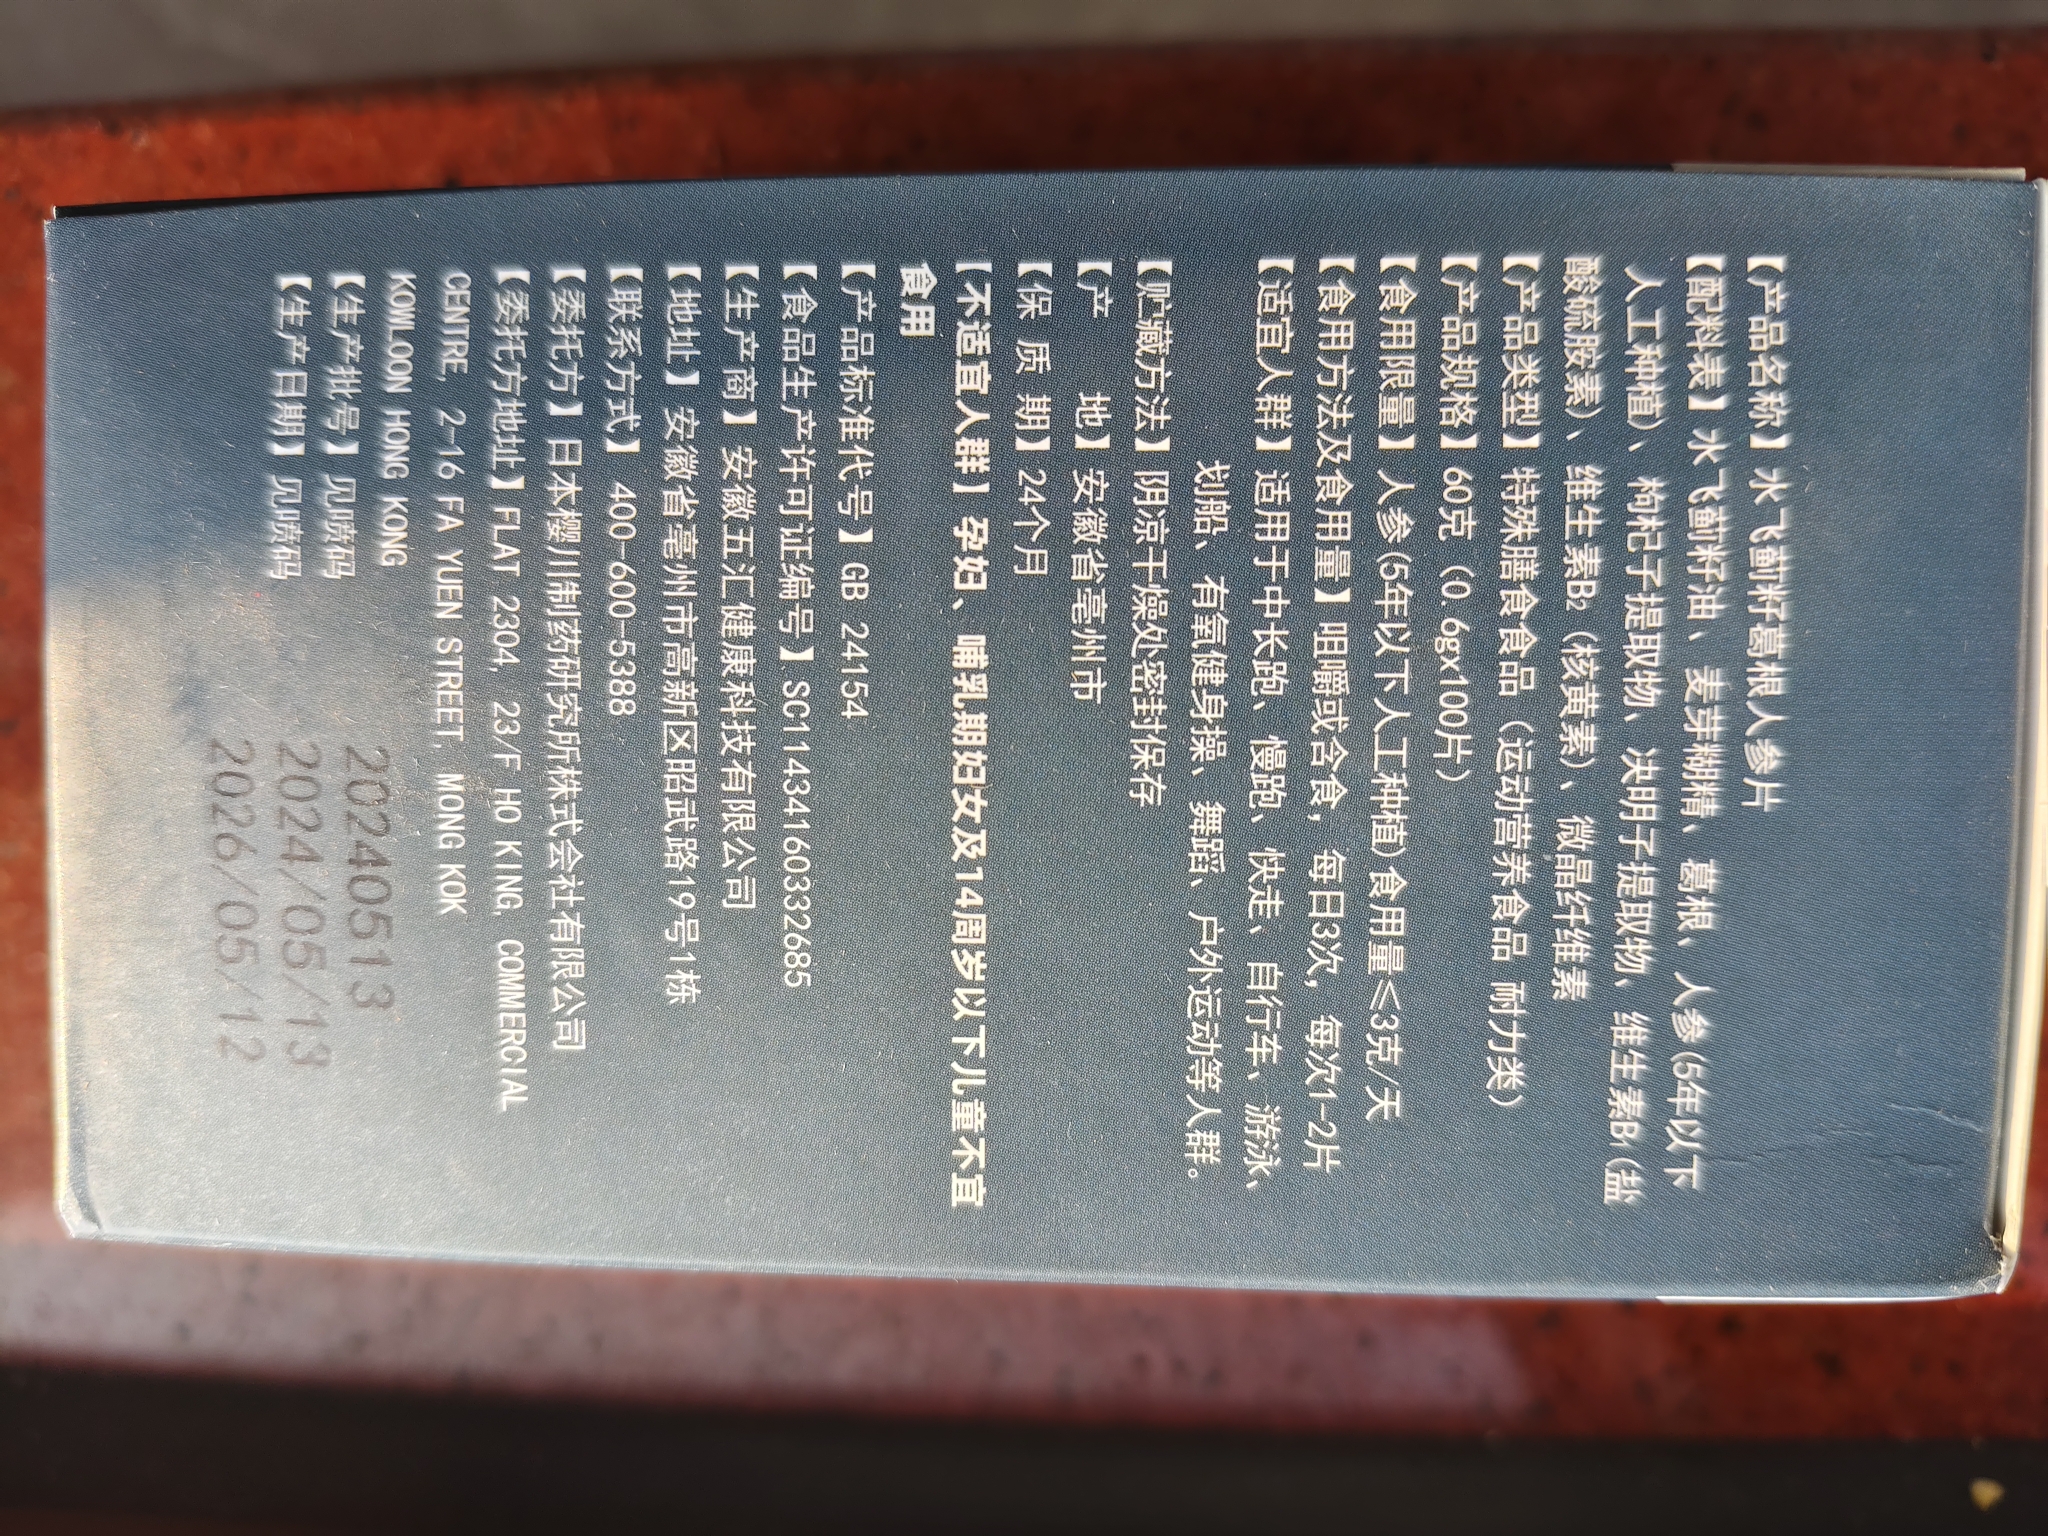 【产品名称】水飞蓟籽葛根人参片
【配料表】水飞蓟籽油、麦芽糊精、葛根、人参(5年以下
人工种植)、枸杞子提取物、决明子提取物、维生素B₁(盐
酸硫胺素)、维生素B₂(核黄素)、微晶纤维素
【产品类型】特殊膳食食品(运动营养食品 耐力类)
【产品规格】60克(0.6gx100片)
【食用限量】人参(5年以下人工种植)食用量≤3克/天
【食用方法及食用量】咀嚼或含食,每日3次,每次1-2片
【适宜人群】适用于中长跑、慢跑、快走、自行车、游泳、
划船、有氧健身操、舞蹈、户外运动等人群。
【贮藏方法】阴凉干燥处密封保存
【产 地】安徽省亳州市
【保 质 期】24个月
【不适宜人群】孕妇、哺乳期妇女及14周岁以下儿童不宜
食用
【产品标准代号】GB 24154
【食品生产许可证编号】SC11434160332685
【生产商】安徽五汇健康科技有限公司
【地址】安徽省亳州市高新区昭武路19号1栋
【联系方式】400-600-5388
【委托方】日本樱川制药研究所株式会社有限公司
【委托方地址】FLAT 2304, 23/F HO KING, COMMERCIAL
CENTRE, 2-16 FA YUEN STREET, MONG KOK
KOWLOON HONG KONG
【生产批号】见喷码
【生产日期】见喷码
20240513
2024/05/13
2026/05/12